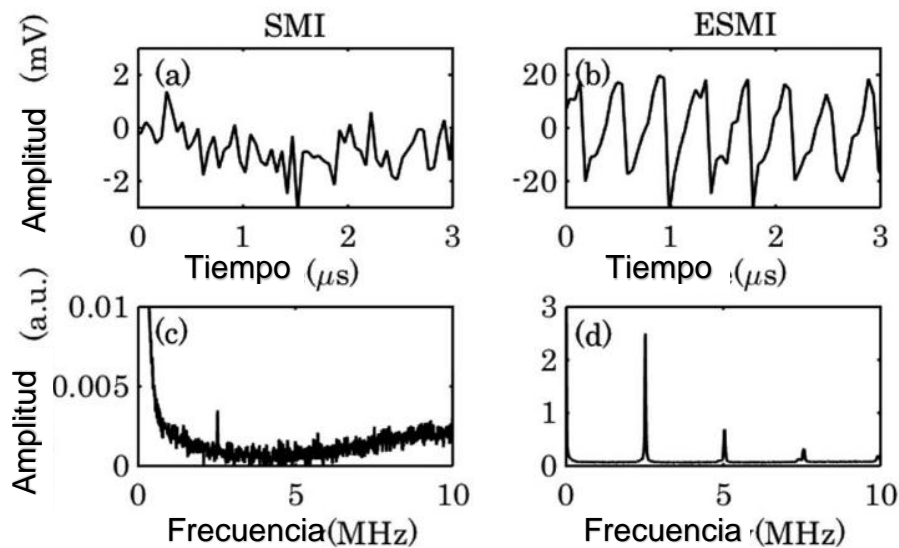 SMI ESMI
Amplitud (mV)
(a) (b)
2 20
0 0
-2 -20
0 1 2 3 0 1 2 3
Tiempo (μs) Tiempo (μs)
Amplitud (a.u.)
0.01 3
(c) (d)
2
0.005
1
0 0
0 5 10 0 5 10
Frecuencia (MHz) Frecuencia (MHz)